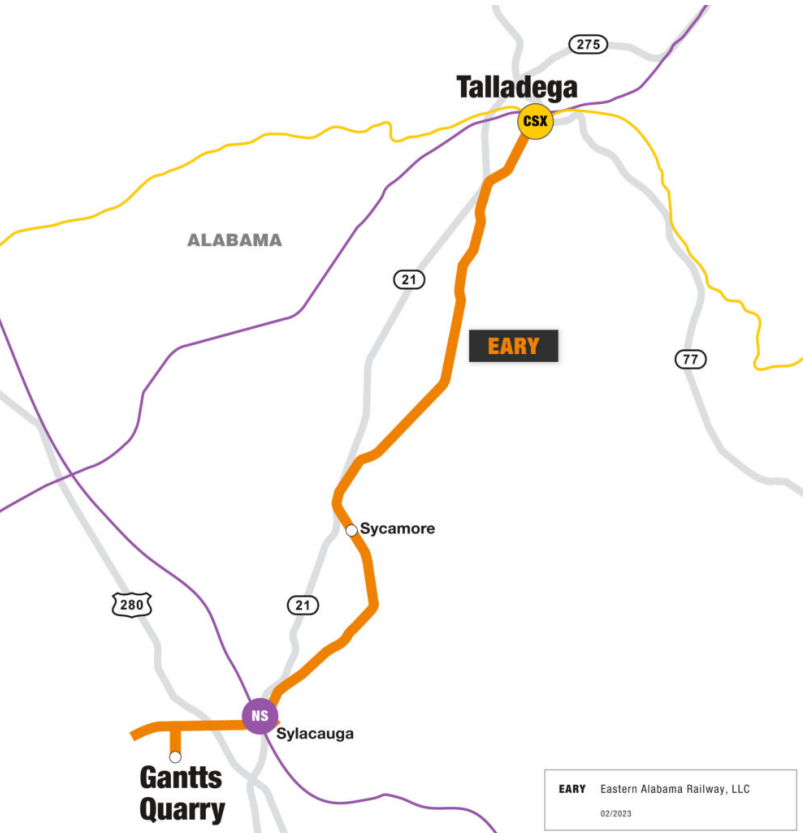 275
Talladega
CSX
ALABAMA
21
EARY
77
Sycamore
280
21
NS
Sylacauga
Gantts
Quarry
EARY Eastern Alabama Railway, LLC
02/2023